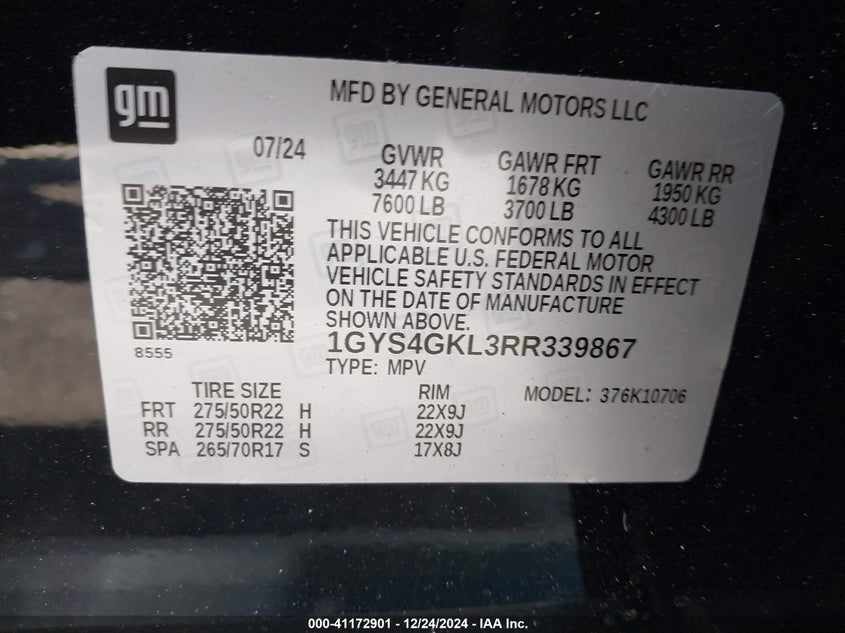 gm
MFD BY GENERAL MOTORS LLC
07/24
GVWR GAWR FRT GAWR RR
3447 KG 1678 KG 1950 KG
7600 LB 3700 LB 4300 LB
THIS VEHICLE CONFORMS TO ALL
APPLICABLE U.S. FEDERAL MOTOR
VEHICLE SAFETY STANDARDS IN EFFECT
ON THE DATE OF MANUFACTURE
SHOWN ABOVE.
8555
1GYS4GKL3RR339867
TYPE: MPV
TIRE SIZE RIM MODEL: 376K10706
FRT 275/50R22 H 22X9J
RR 275/50R22 H 22X9J
SPA 265/70R17 S 17X8J
000-41172901 - 12/24/2024 - IAA Inc.